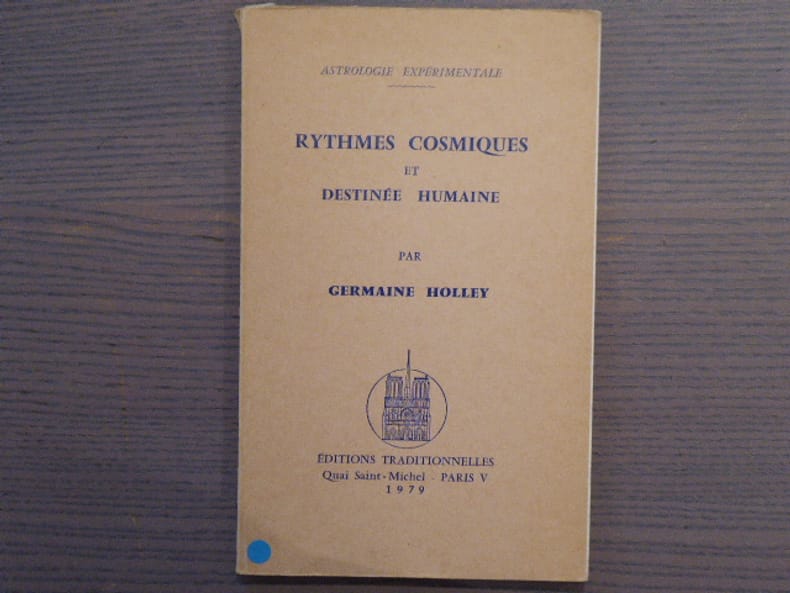 ASTROLOGIE EXPÉRIMENTALE
RYTHMES COSMIQUES
ET
DESTINÉE HUMAINE
PAR
GERMAINE HOLLEY
ÉDITIONS TRADITIONNELLES
Quai Saint-Michel - PARIS V
1979